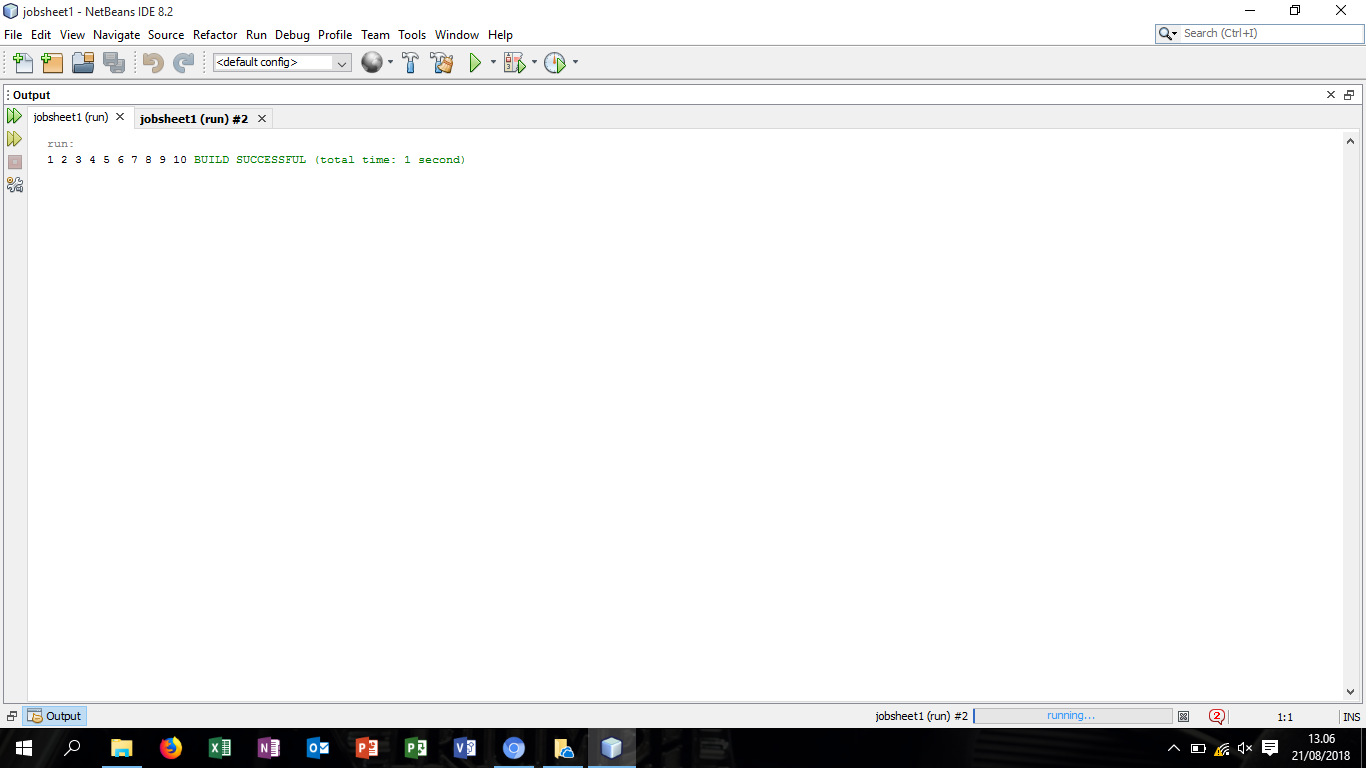 jobsheet1 - NetBeans IDE 8.2
File Edit View Navigate Source Refactor Run Debug Profile Team Tools Window Help
Search (Ctrl+I)
<default config>
Output
jobsheet1 (run)
jobsheet1 (run) #2
run:
1 2 3 4 5 6 7 8 9 10 BUILD SUCCESSFUL (total time: 1 second)
Output
jobsheet1 (run) #2
running...
2
1:1
INS
13.06
21/08/2018